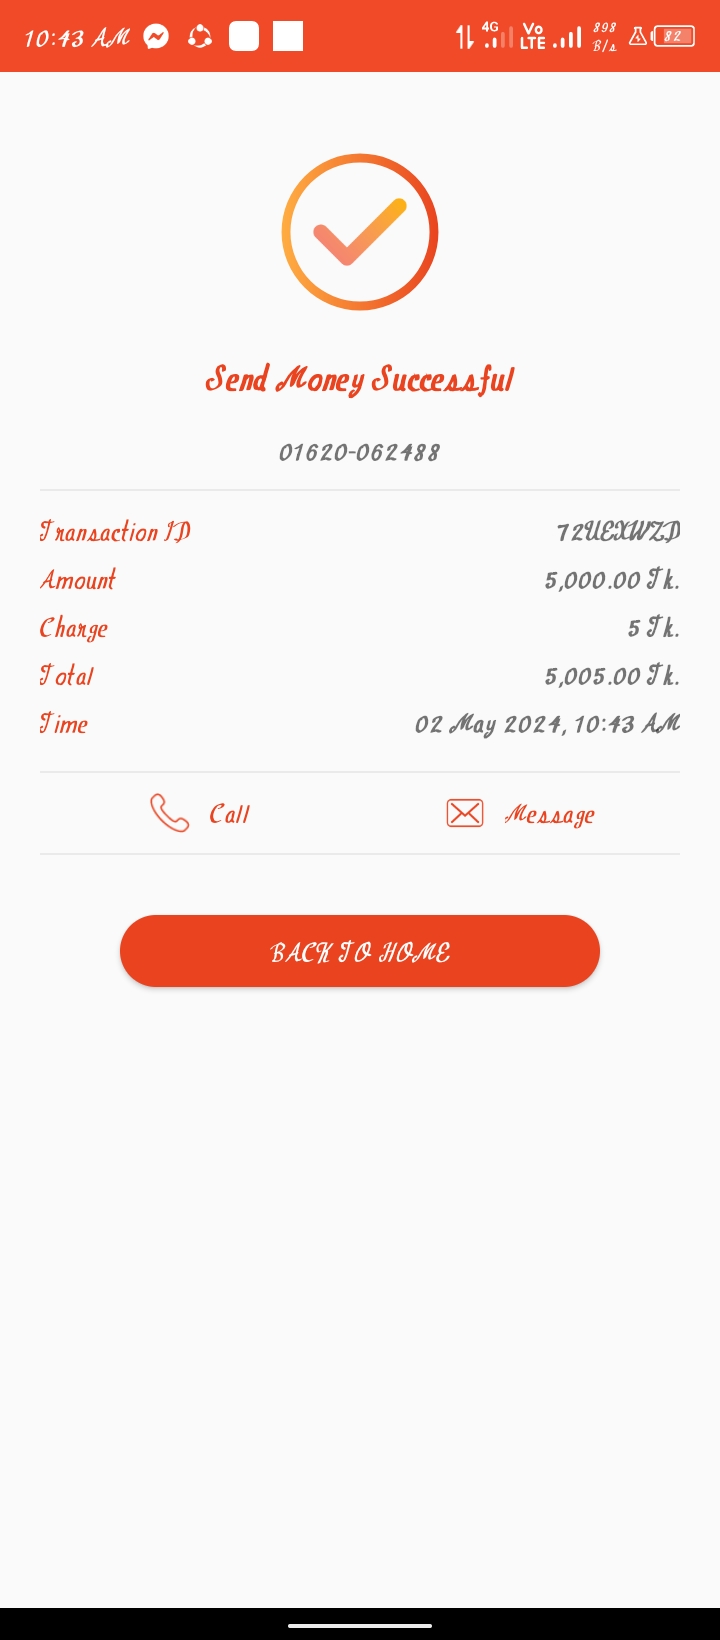 10:43 AM 4G Vo LTE 898 B/s 82
Send Money Successful
01620-062488
Transaction ID 72UEXWZD
Amount 5,000.00 Tk.
Charge 5 Tk.
Total 5,005.00 Tk.
Time 02 May 2024, 10:43 AM
Call Message
BACK TO HOME